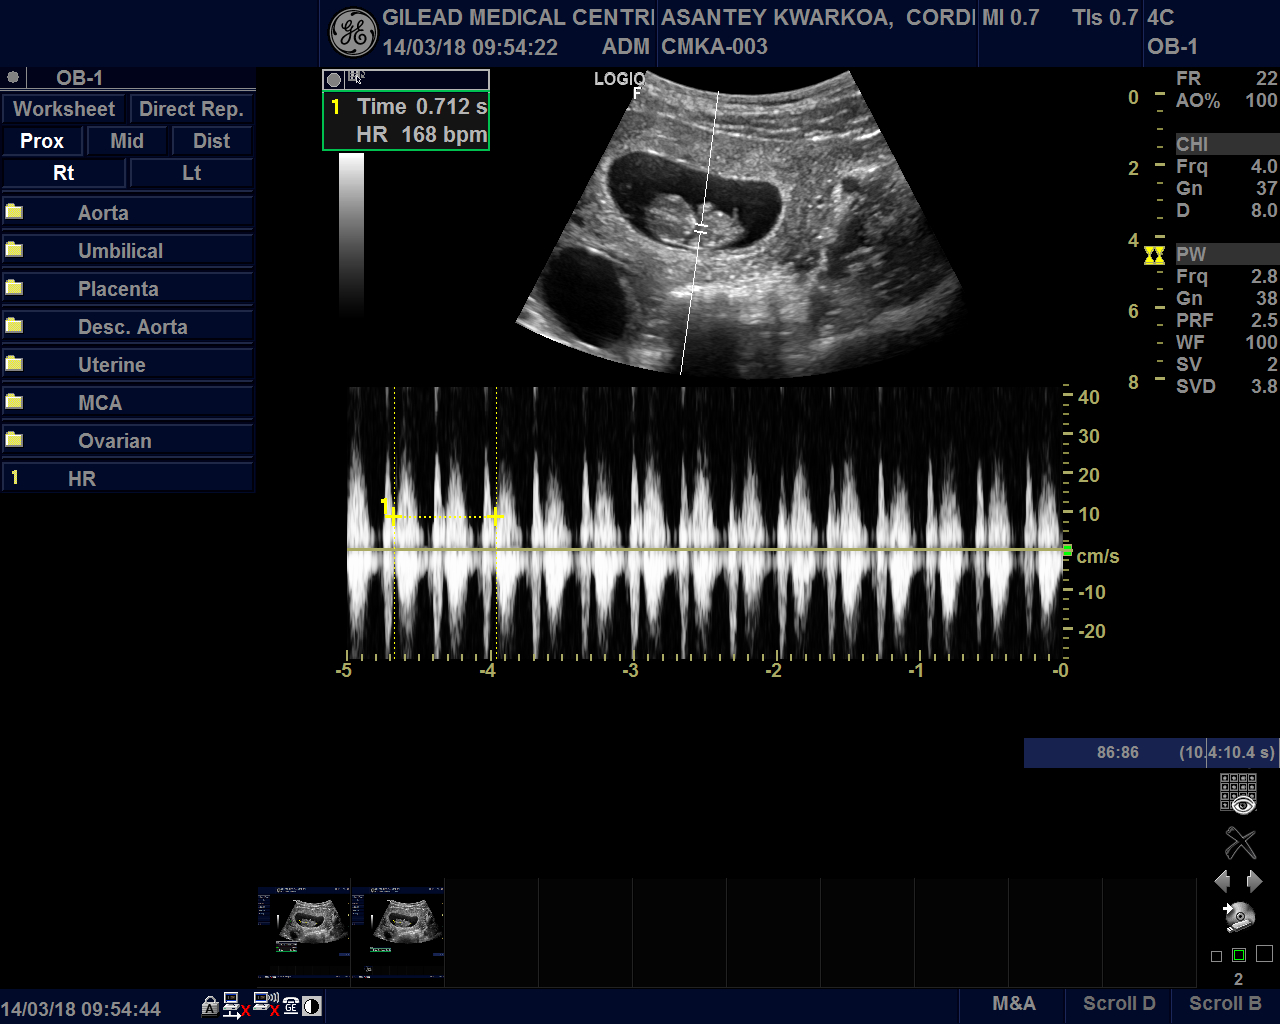 GILEAD MEDICAL CENTR
ASANTEY KWARKOA, CORDI
MI 0.7 TIs 0.7
4C
14/03/18 09:54:22 ADM
CMKA-003
OB-1
OB-1
Worksheet Direct Rep.
Prox Mid Dist
Rt Lt
Aorta
Umbilical
Placenta
Desc. Aorta
Uterine
MCA
Ovarian
1 HR
1 Time 0.712 s
HR 168 bpm
LOGIQ
F
0
2
4
6
8
FR 22
AO% 100
CHI
Frq 4.0
Gn 37
D 8.0
PW
Frq 2.8
Gn 38
PRF 2.5
WF 100
SV 2
SVD 3.8
40
30
20
10
cm/s
-10
-20
1
-5 -4 -3 -2 -1 -0
86:86 (10.4:10.4 s)
2
14/03/18 09:54:44
M&A Scroll D Scroll B